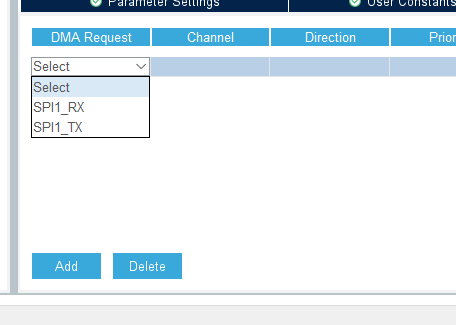 Parameter Settings User Constants
DMA Request Channel Direction Prior
Select
Select
SPI1_RX
SPI1_TX
Add Delete